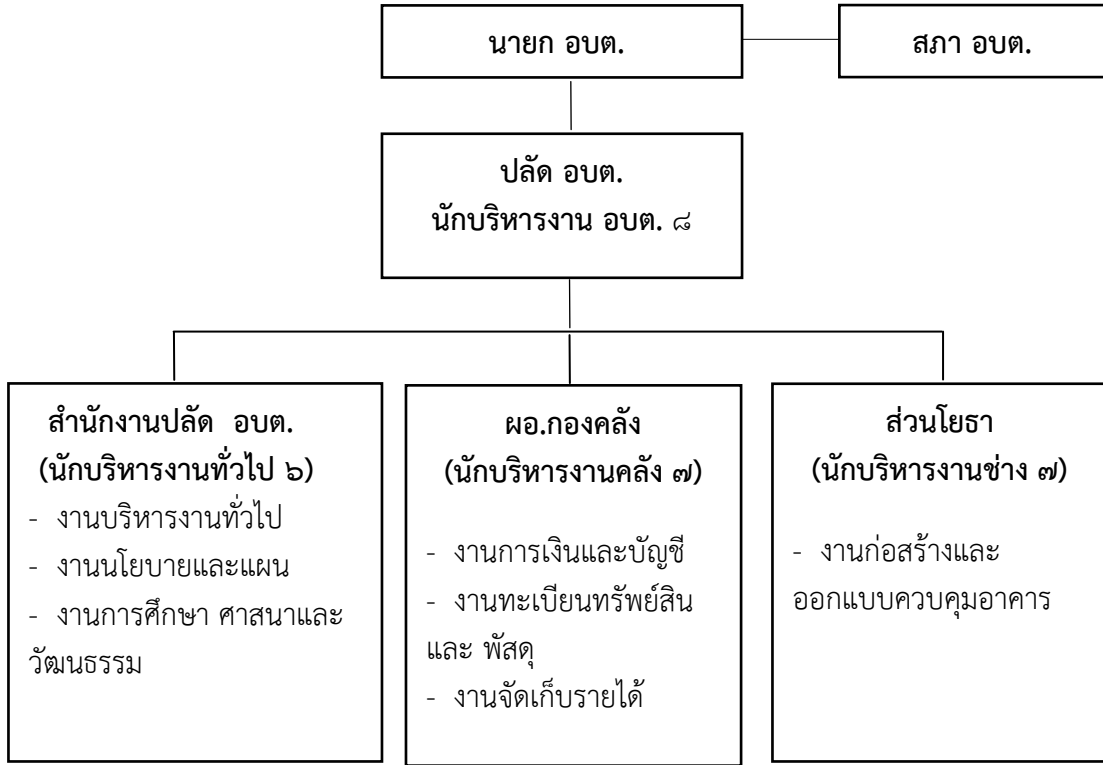 นายก อบต.
สภา อบต.
ปลัด อบต.
นักบริหารงาน อบต. ๘
สำนักงานปลัด อบต.
(นักบริหารงานทั่วไป ๖)
- งานบริหารงานทั่วไป
- งานนโยบายและแผน
- งานการศึกษา ศาสนาและ
วัฒนธรรม
ผอ.กองคลัง
(นักบริหารงานคลัง ๗)
- งานการเงินและบัญชี
- งานทะเบียนทรัพย์สิน
และ พัสดุ
- งานจัดเก็บรายได้
ส่วนโยธา
(นักบริหารงานช่าง ๗)
- งานก่อสร้างและ
ออกแบบควบคุมอาคาร